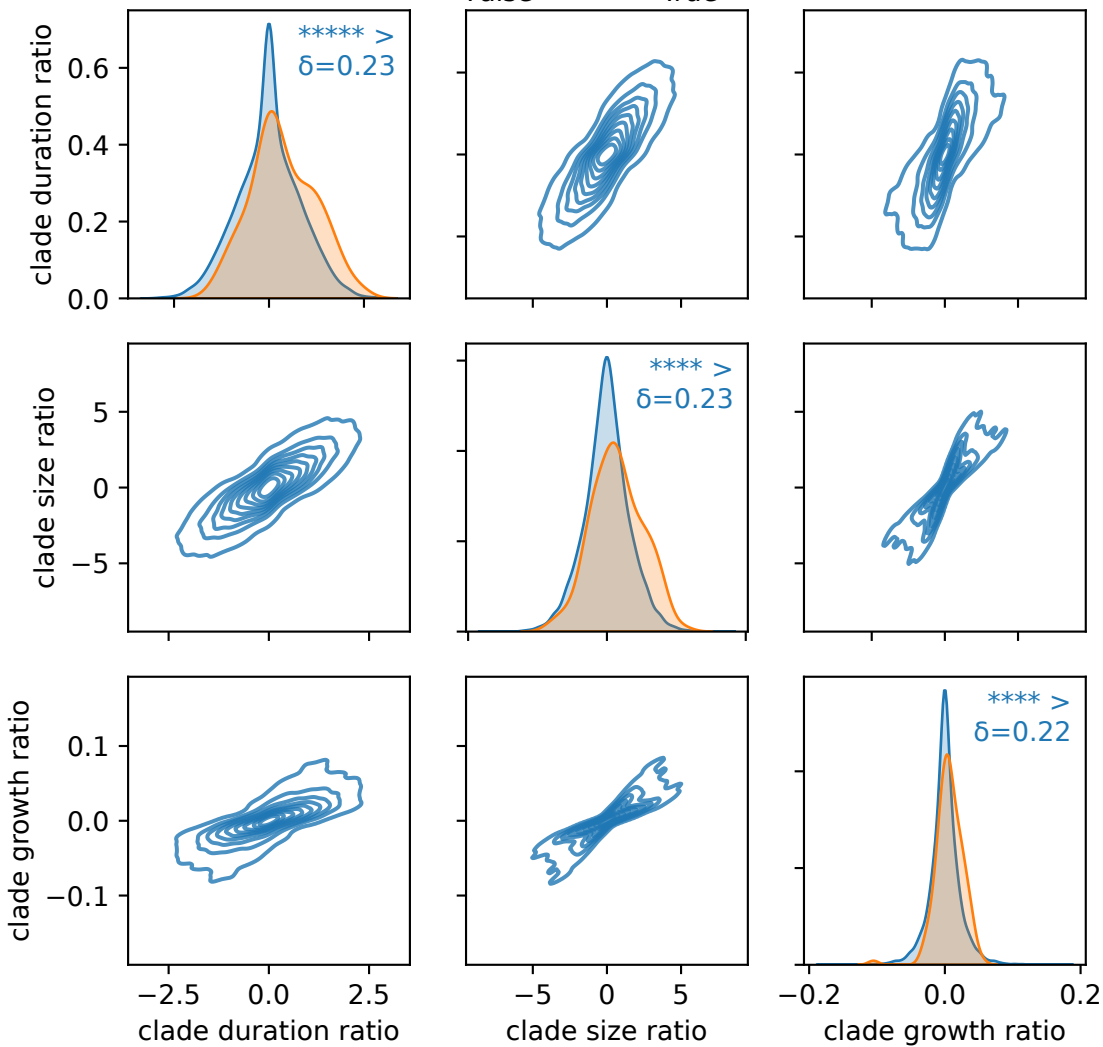 clade duration ratio
0.6
0.4
0.2
0.0
***** >
δ=0.23
clade size ratio
5
0
−5
**** >
δ=0.23
clade growth ratio
0.1
0.0
−0.1
**** >
δ=0.22
−2.5 0.0 2.5
−5 0 5
−0.2 0.0 0.2
clade duration ratio
clade size ratio
clade growth ratio